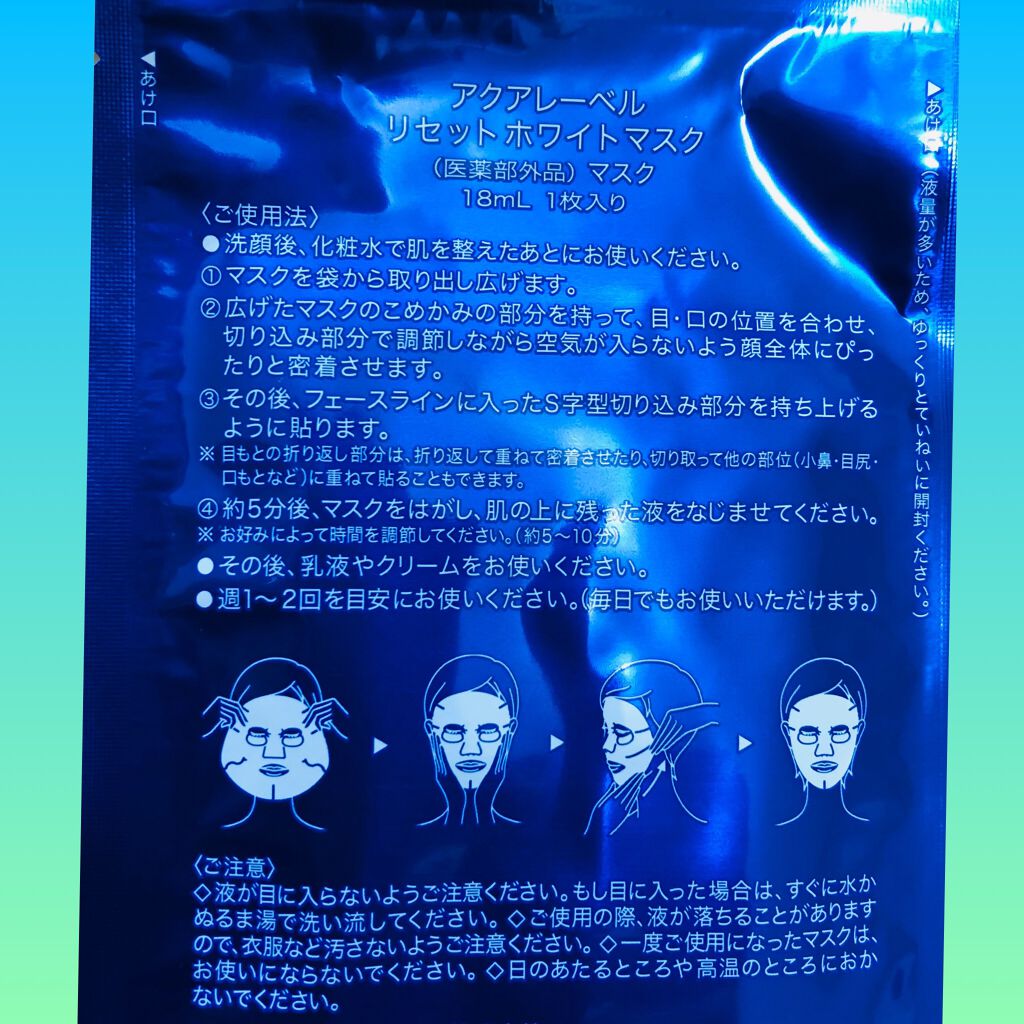 ◀あけ口
アクアレーベル
リセット ホワイトマスク
（医薬部外品）マスク
18mL 1枚入り
〈ご使用法〉
●洗顔後、化粧水で肌を整えたあとにお使いください。
①マスクを袋から取り出し広げます。
②広げたマスクのこめかみの部分を持って、目・口の位置を合わせ、
切り込み部分で調節しながら空気が入らないよう顔全体にぴっ
たりと密着させます。
③その後、フェースラインに入ったS字型切り込み部分を持ち上げる
ように貼ります。
※目もとの折り返し部分は、折り返して重ねて密着させたり、切り取って他の部位（小鼻・目尻・
口もとなど）に重ねて貼ることもできます。
④約5分後、マスクをはがし、肌の上に残った液をなじませてください。
※お好みによって時間を調節してください。（約5～10分）
●その後、乳液やクリームをお使いください。
●週1～2回を目安にお使いください。（毎日でもお使いいただけます。）
▶あけ口（液量が多いため、ゆっくりとていねいに開封ください。）
〈ご注意〉
◇液が目に入らないようご注意ください。もし目に入った場合は、すぐに水か
ぬるま湯で洗い流してください。◇ご使用の際、液が落ちることがあります
ので、衣服など汚さないようご注意ください。◇一度ご使用になったマスクは、
お使いにならないでください。◇日のあたるところや高温のところにおか
ないでください。